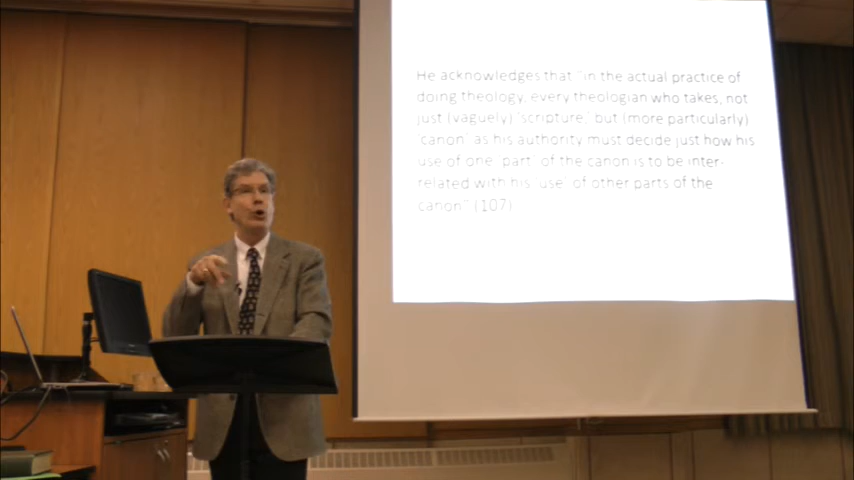 He acknowledges that "in the actual practice of
doing theology, every theologian who takes, not
just (vaguely) 'scripture,' but (more particularly)
'canon' as his authority must decide just how his
use of one 'part' of the canon is to be inter-
related with his 'use' of other parts of the
canon" (107)